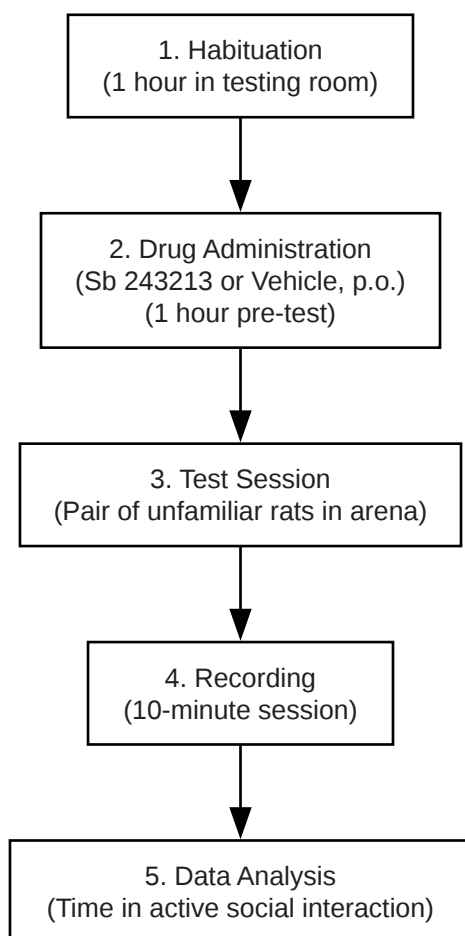 1. Habituation
(1 hour in testing room)
2. Drug Administration
(Sb 243213 or Vehicle, p.o.)
(1 hour pre-test)
3. Test Session
(Pair of unfamiliar rats in arena)
4. Recording
(10-minute session)
5. Data Analysis
(Time in active social interaction)